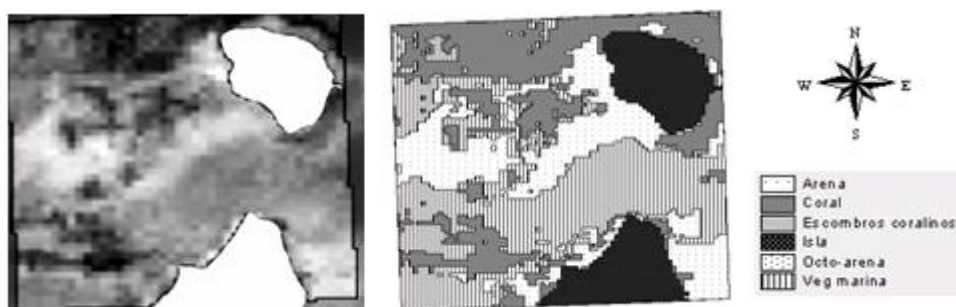 N
W E
S
Arena
Coral
Escombros coralinos
Isla
Octo-arena
Veg marina